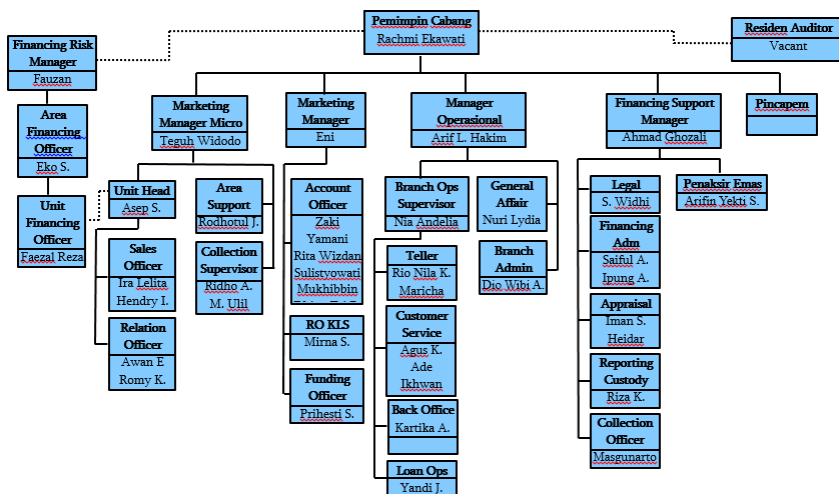 Pemimpin Cabang
Rachmi Ekawati
Residen Auditor
Vacant
Financing Risk
Manager
Fauzan
Area
Financing
Officer
Eko S.
Unit
Financing
Officer
Faezal Reza
Marketing
Manager Micro
Teguh Widodo
Marketing
Manager
Eni
Manager
Operasional
Arif L. Hakim
Financing Support
Manager
Ahmad Ghozali
Pincapem
Unit Head
Asep S.
Sales
Officer
Ira Lelita
Hendry I.
Relation
Officer
Awan E
Romy K.
Area
Support
Rodhotul J.
Collection
Supervisor
Ridho A.
M. Ulil
Account
Officer
Zaki
Yamani
Rita Wizdan
Sulistyowati
Mukhibbin
RO KLS
Mirna S.
Funding
Officer
Prihesti S.
Branch Ops
Supervisor
Nia Andelia
Teller
Rio Nila K.
Maricha
Customer
Service
Agus K.
Ade
Ikhwan
Back Office
Kartika A.
Loan Ops
Yandi J.
General
Affair
Nuri Lydia
Branch
Admin
Dio Wibi A.
Legal
S. Widhi
Financing
Adm
Saiful A.
Ipung A.
Appraisal
Iman S.
Heidar
Reporting
Custody
Riza K.
Collection
Officer
Masgunarto
Penaksir Emas
Arifin Yekti S.